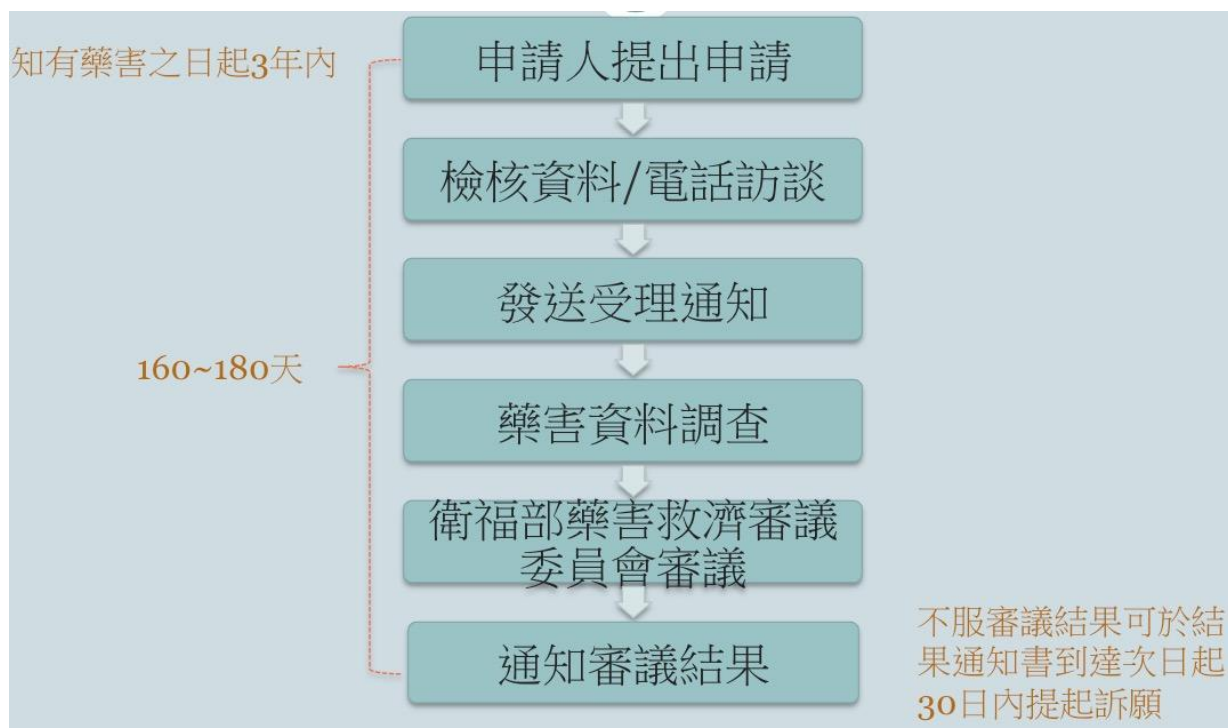 知有藥害之日起3年內
申請人提出申請
檢核資料/電話訪談
發送受理通知
160~180天
藥害資料調查
衛福部藥害救濟審議
委員會審議
通知審議結果
不服審議結果可於結
果通知書到達次日起
30日內提起訴願